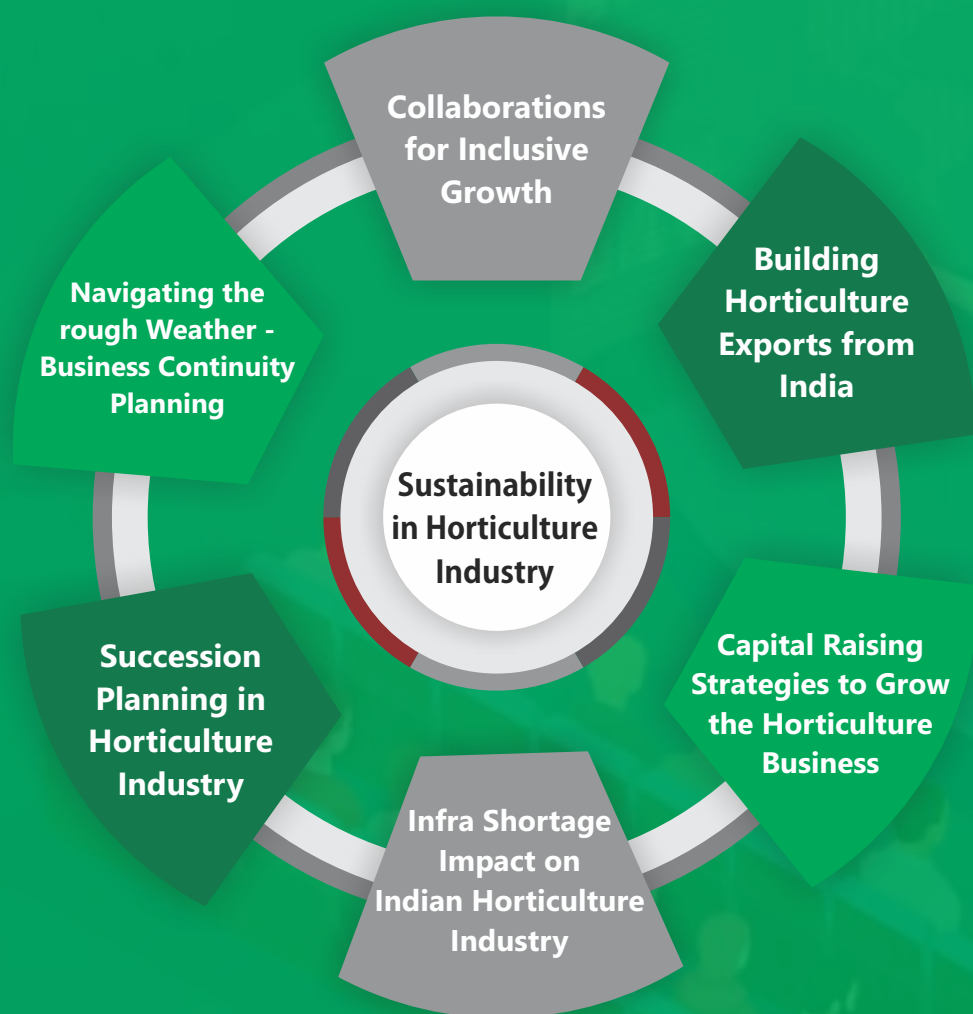 Collaborations
for Inclusive
Growth
Building
Horticulture
Exports from
India
Capital Raising
Strategies to Grow
the Horticulture
Business
Infra Shortage
Impact on
Indian Horticulture
Industry
Succession
Planning in
Horticulture
Industry
Navigating the
rough Weather -
Business Continuity
Planning
Sustainability
in Horticulture
Industry